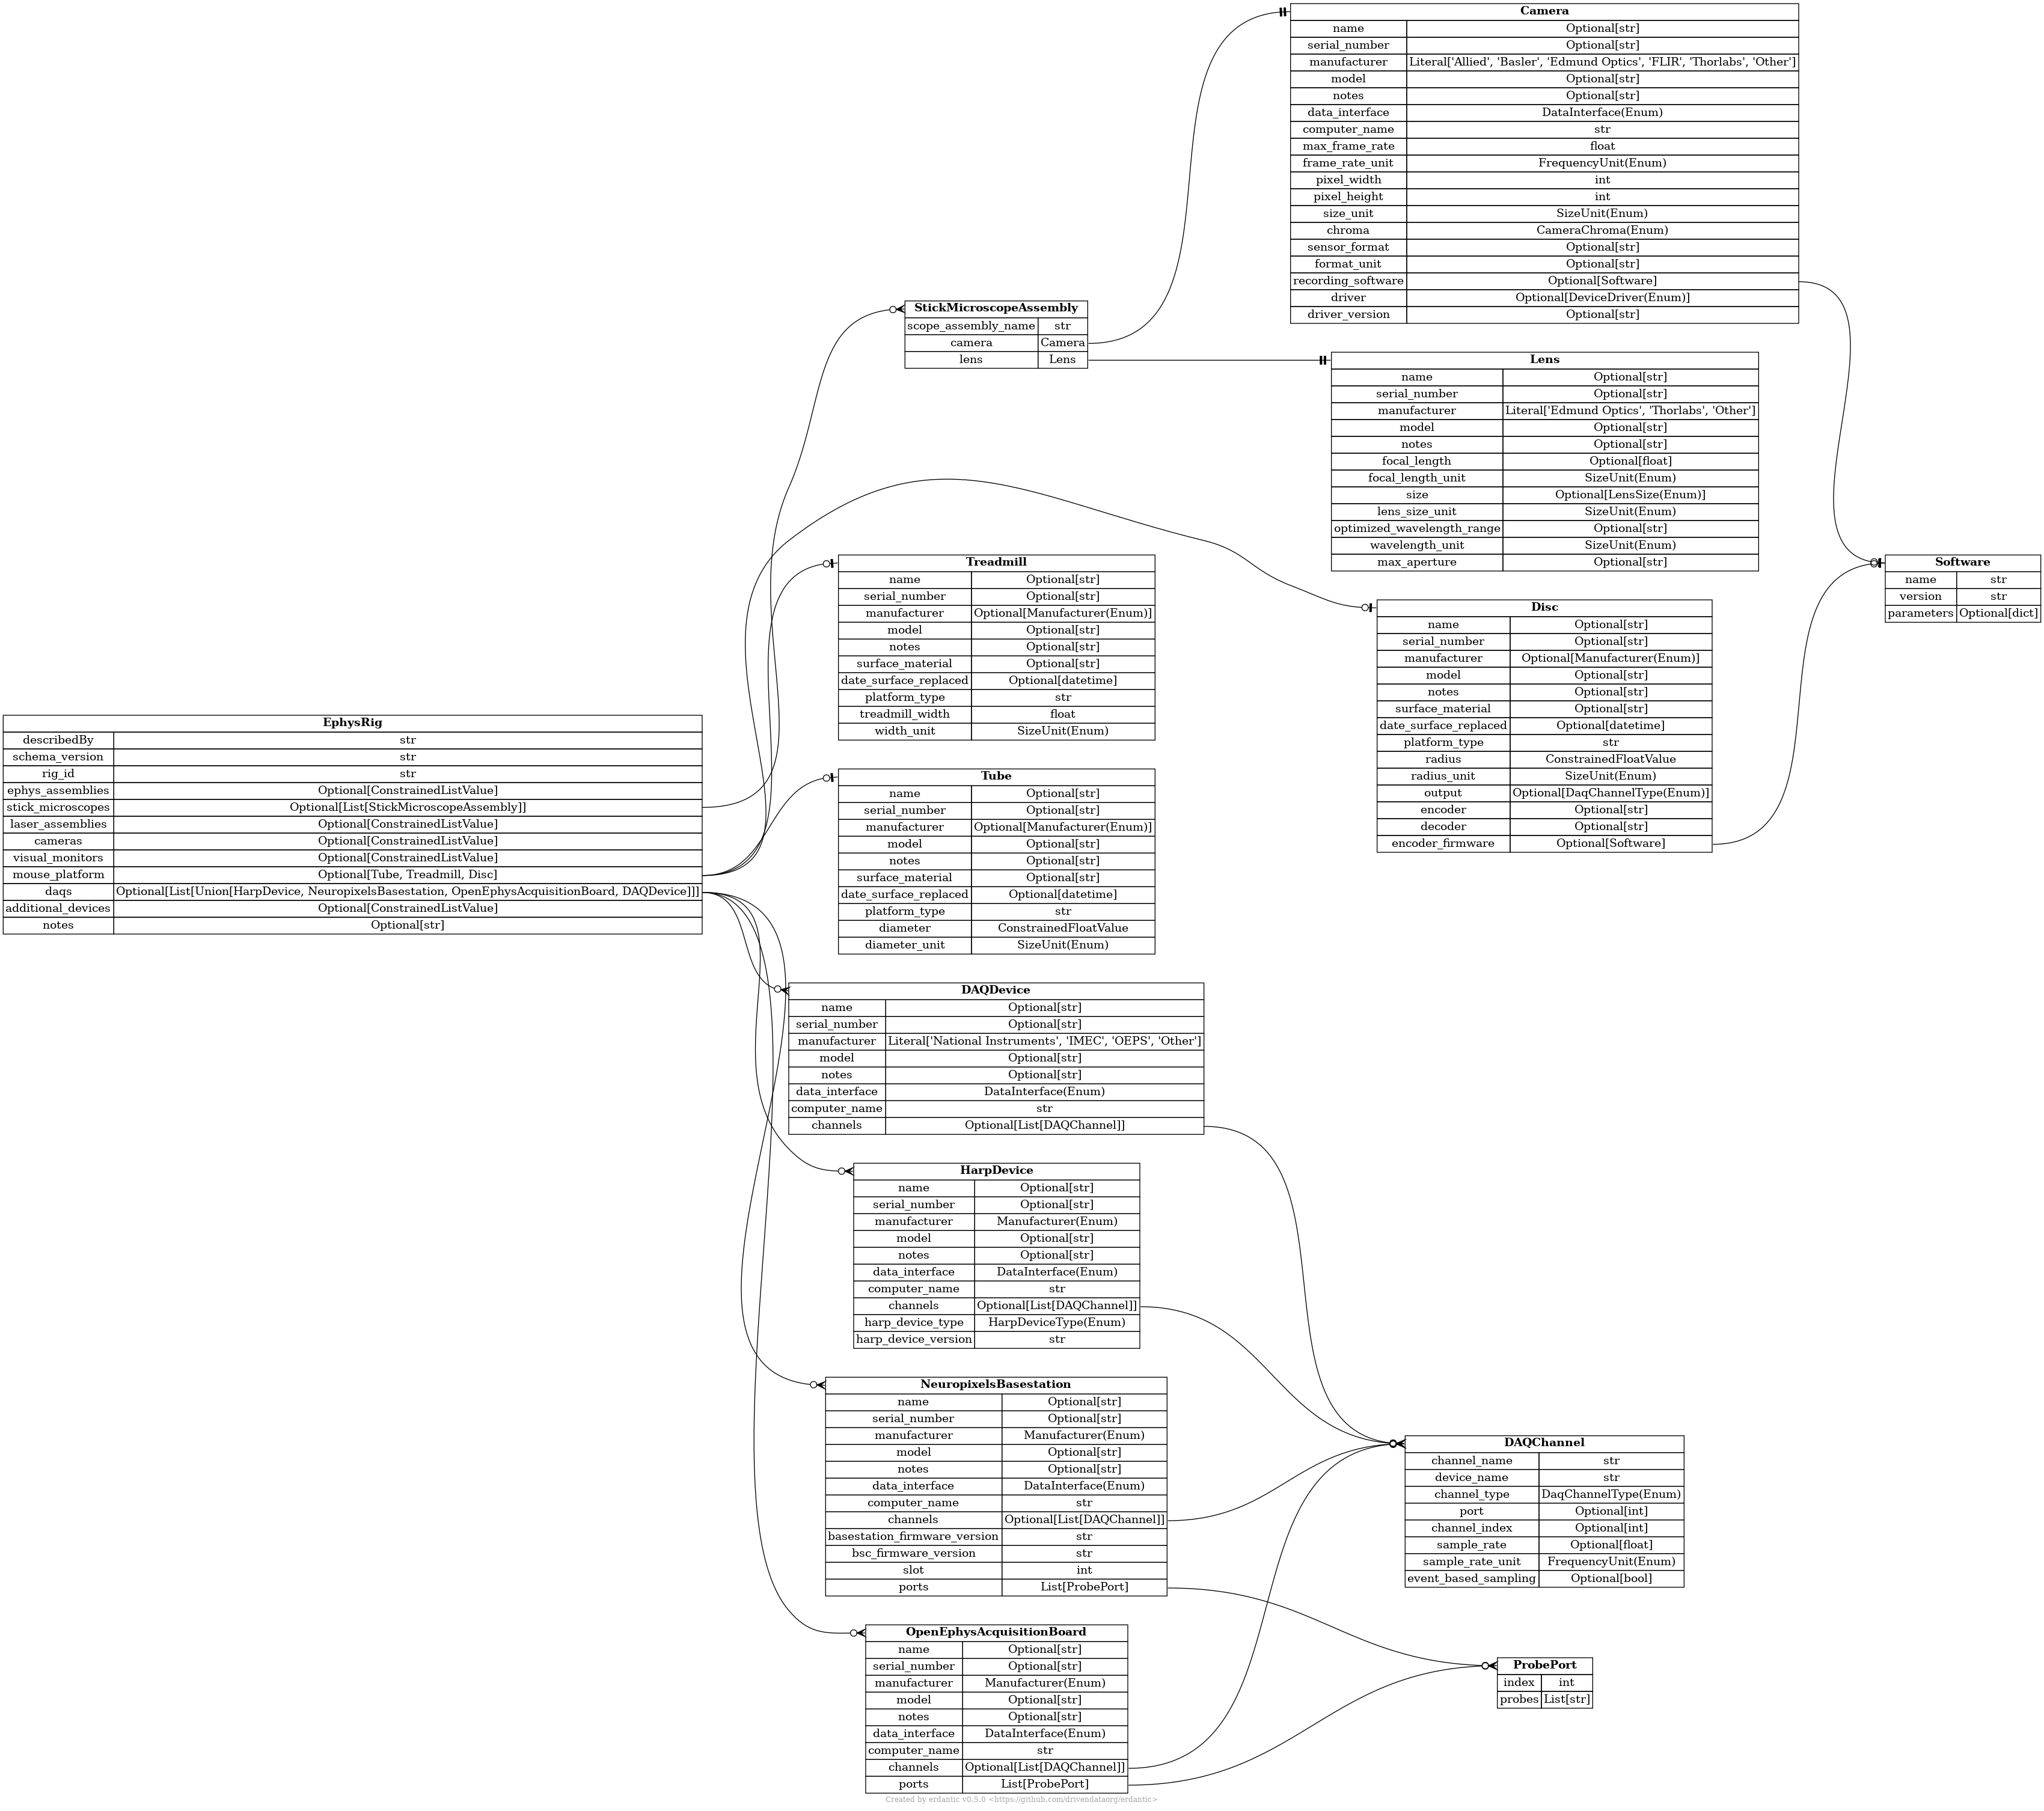 Camera
name Optional[str]
serial_number Optional[str]
manufacturer Literal['Allied', 'Basler', 'Edmund Optics', 'FLIR', 'Thorlabs', 'Other']
model Optional[str]
notes Optional[str]
data_interface DataInterface(Enum)
computer_name str
max_frame_rate float
frame_rate_unit FrequencyUnit(Enum)
pixel_width int
pixel_height int
size_unit SizeUnit(Enum)
chroma CameraChroma(Enum)
sensor_format Optional[str]
format_unit Optional[str]
recording_software Optional[Software]
driver Optional[DeviceDriver(Enum)]
driver_version Optional[str]
StickMicroscopeAssembly
scope_assembly_name str
camera Camera
lens Lens
Lens
name Optional[str]
serial_number Optional[str]
manufacturer Literal['Edmund Optics', 'Thorlabs', 'Other']
model Optional[str]
notes Optional[str]
focal_length Optional[float]
focal_length_unit SizeUnit(Enum)
size Optional[LensSize(Enum)]
lens_size_unit SizeUnit(Enum)
optimized_wavelength_range Optional[str]
wavelength_unit SizeUnit(Enum)
max_aperture Optional[str]
Software
name str
version str
parameters Optional[dict]
Treadmill
name Optional[str]
serial_number Optional[str]
manufacturer Optional[Manufacturer(Enum)]
model Optional[str]
notes Optional[str]
surface_material Optional[str]
date_surface_replaced Optional[datetime]
platform_type str
treadmill_width float
width_unit SizeUnit(Enum)
Disc
name Optional[str]
serial_number Optional[str]
manufacturer Optional[Manufacturer(Enum)]
model Optional[str]
notes Optional[str]
surface_material Optional[str]
date_surface_replaced Optional[datetime]
platform_type str
radius ConstrainedFloatValue
radius_unit SizeUnit(Enum)
output Optional[DaqChannelType(Enum)]
encoder Optional[str]
decoder Optional[str]
encoder_firmware Optional[Software]
EphysRig
describedBy str
schema_version str
rig_id str
ephys_assemblies Optional[ConstrainedListValue]
stick_microscopes Optional[List[StickMicroscopeAssembly]]
laser_assemblies Optional[ConstrainedListValue]
cameras Optional[ConstrainedListValue]
visual_monitors Optional[ConstrainedListValue]
mouse_platform Optional[Tube, Treadmill, Disc]
daqs Optional[List[Union[HarpDevice, NeuropixelsBasestation, OpenEphysAcquisitionBoard, DAQDevice]]]
additional_devices Optional[ConstrainedListValue]
notes Optional[str]
Tube
name Optional[str]
serial_number Optional[str]
manufacturer Optional[Manufacturer(Enum)]
model Optional[str]
notes Optional[str]
surface_material Optional[str]
date_surface_replaced Optional[datetime]
platform_type str
diameter ConstrainedFloatValue
diameter_unit SizeUnit(Enum)
DAQDevice
name Optional[str]
serial_number Optional[str]
manufacturer Literal['National Instruments', 'IMEC', 'OEPS', 'Other']
model Optional[str]
notes Optional[str]
data_interface DataInterface(Enum)
computer_name str
channels Optional[List[DAQChannel]]
HarpDevice
name Optional[str]
serial_number Optional[str]
manufacturer Manufacturer(Enum)
model Optional[str]
notes Optional[str]
data_interface DataInterface(Enum)
computer_name str
channels Optional[List[DAQChannel]]
harp_device_type HarpDeviceType(Enum)
harp_device_version str
NeuropixelsBasestation
name Optional[str]
serial_number Optional[str]
manufacturer Manufacturer(Enum)
model Optional[str]
notes Optional[str]
data_interface DataInterface(Enum)
computer_name str
channels Optional[List[DAQChannel]]
basestation_firmware_version str
bsc_firmware_version str
slot int
ports List[ProbePort]
DAQChannel
channel_name str
device_name str
channel_type DaqChannelType(Enum)
port Optional[int]
channel_index Optional[int]
sample_rate Optional[float]
sample_rate_unit FrequencyUnit(Enum)
event_based_sampling Optional[bool]
OpenEphysAcquisitionBoard
name Optional[str]
serial_number Optional[str]
manufacturer Manufacturer(Enum)
model Optional[str]
notes Optional[str]
data_interface DataInterface(Enum)
computer_name str
channels Optional[List[DAQChannel]]
ports List[ProbePort]
ProbePort
index int
probes List[str]
Created by erdantic v0.5.0 <https://github.com/drivendataorg/erdantic>